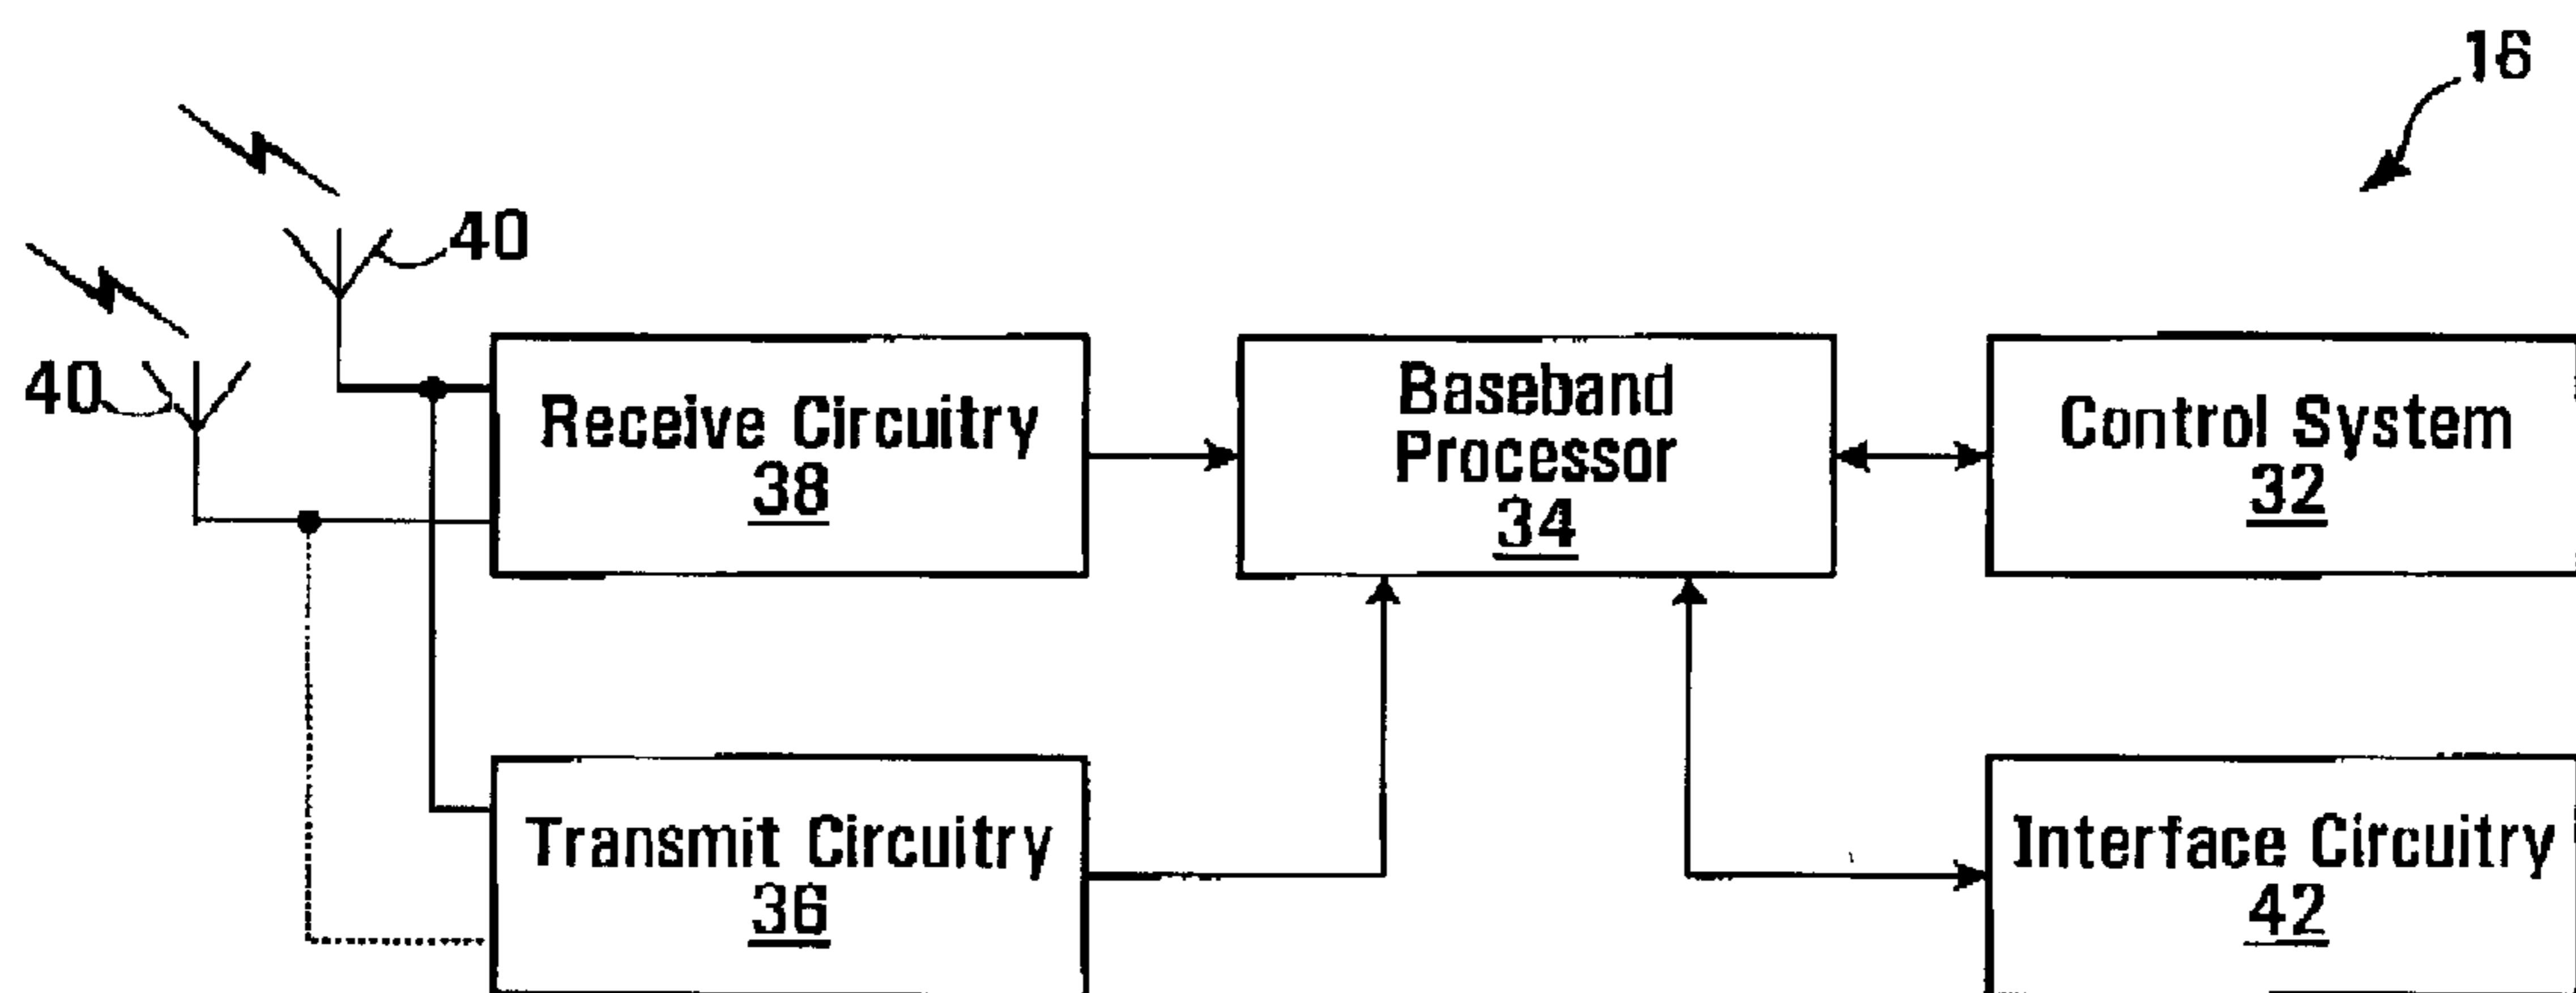 16
40
40
Receive Circuitry
38
Baseband
Processor
34
Control System
32
Transmit Circuitry
36
Interface Circuitry
42